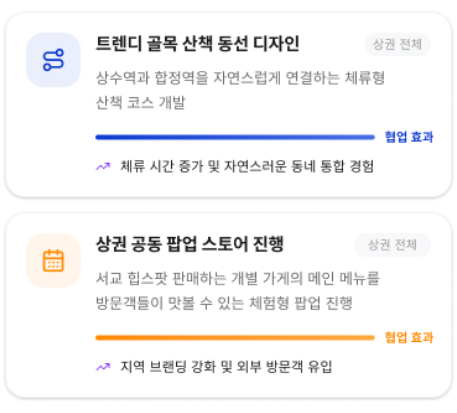 트렌디 골목 산책 동선 디자인
상권 전체
상수역과 합정역을 자연스럽게 연결하는 체류형
산책 코스 개발
협업 효과
체류 시간 증가 및 자연스러운 동네 통합 경험
상권 공동 팝업 스토어 진행
상권 전체
서교 힙스팟 판매하는 개별 가게의 메인 메뉴를
방문객들이 맛볼 수 있는 체험형 팝업 진행
협업 효과
지역 브랜딩 강화 및 외부 방문객 유입